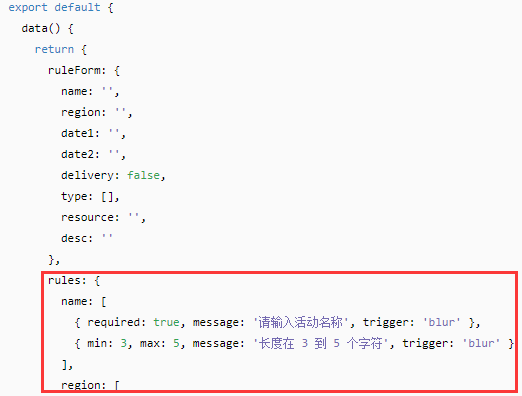 export default {
data() {
return {
ruleForm: {
name: '',
region: '',
date1: '',
date2: '',
delivery: false,
type: [],
resource: '',
desc: ''
},
rules: {
name: [
{ required: true, message: '请输入活动名称', trigger: 'blur' },
{ min: 3, max: 5, message: '长度在 3 到 5 个字符', trigger: 'blur' }
],
region: [